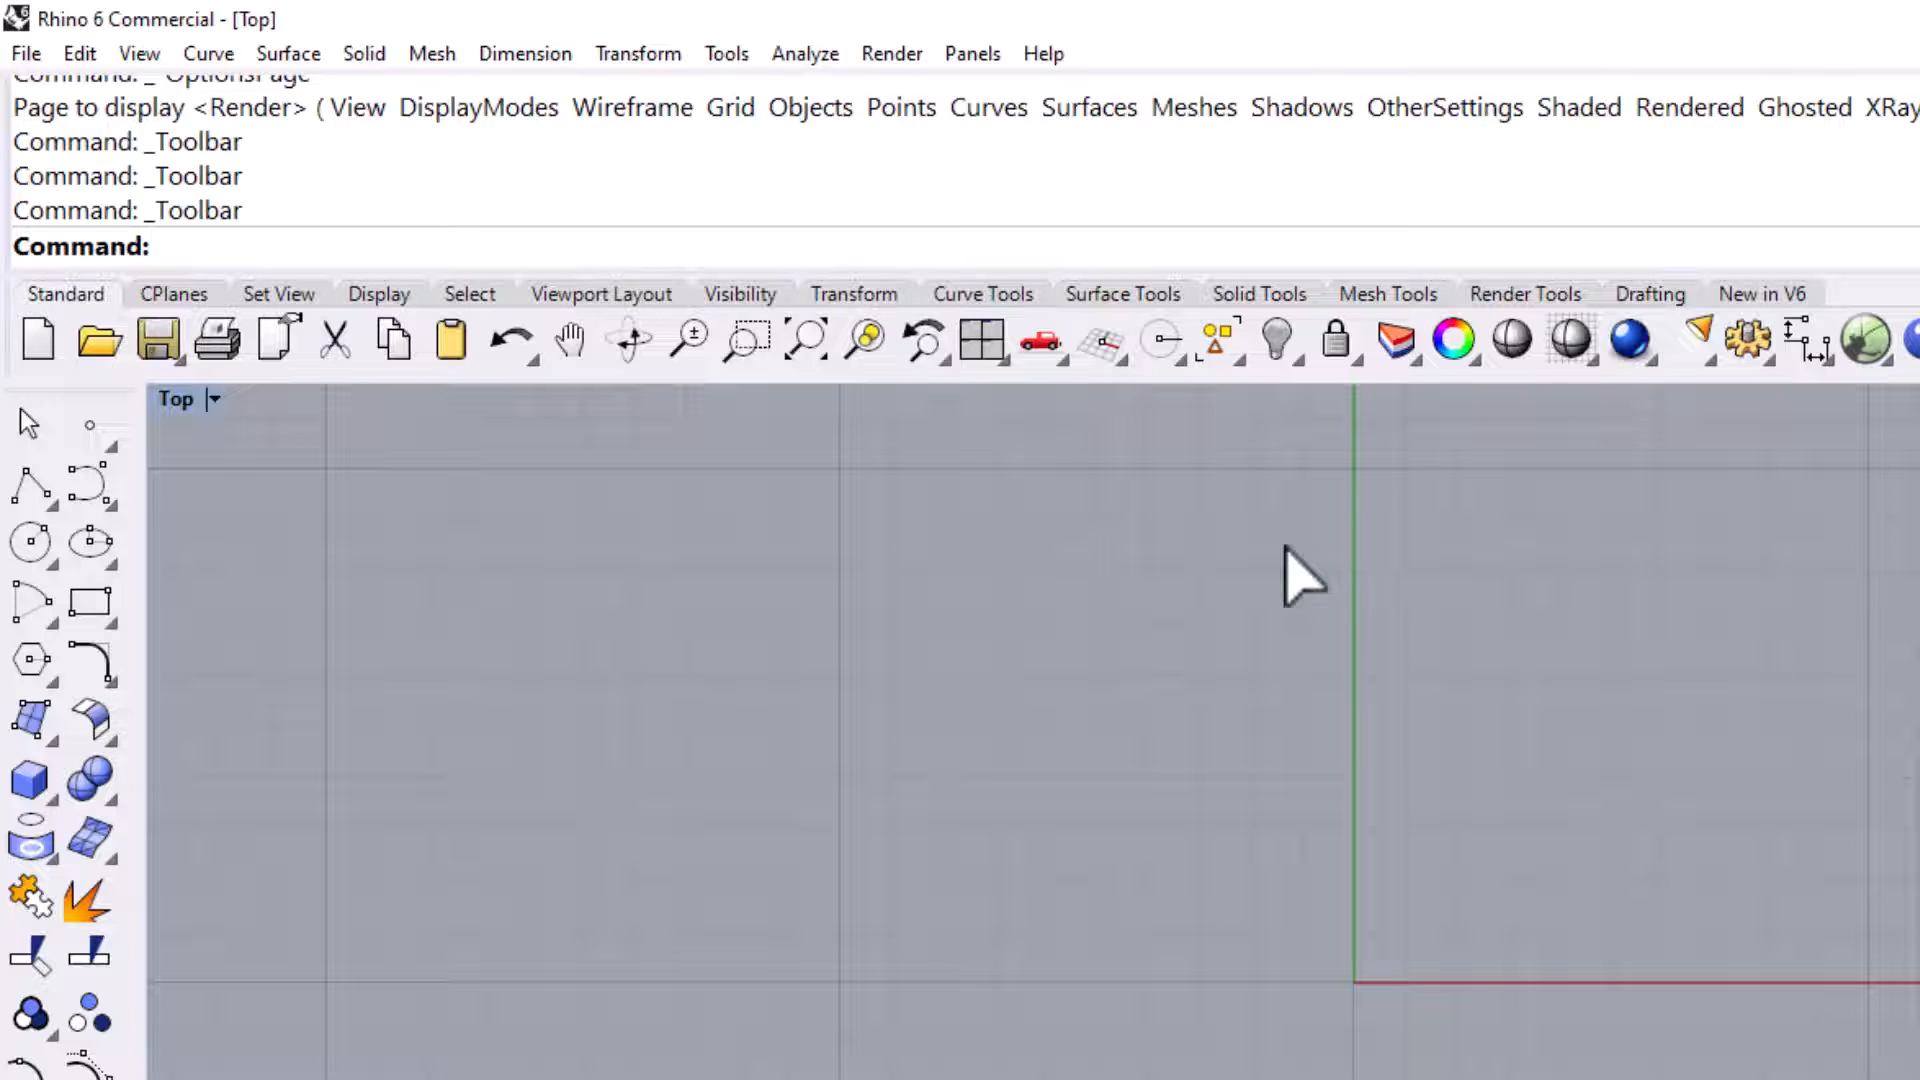 Rhino 6 Commercial - [Top]
File Edit View Curve Surface Solid Mesh Dimension Transform Tools Analyze Render Panels Help
Command: _OptionsPage
Page to display <Render> ( View DisplayModes Wireframe Grid Objects Points Curves Surfaces Meshes Shadows OtherSettings Shaded Rendered Ghosted XRay
Command: _Toolbar
Command: _Toolbar
Command: _Toolbar
Command:
Standard CPlanes Set View Display Select Viewport Layout Visibility Transform Curve Tools Surface Tools Solid Tools Mesh Tools Render Tools Drafting New in V6
Top